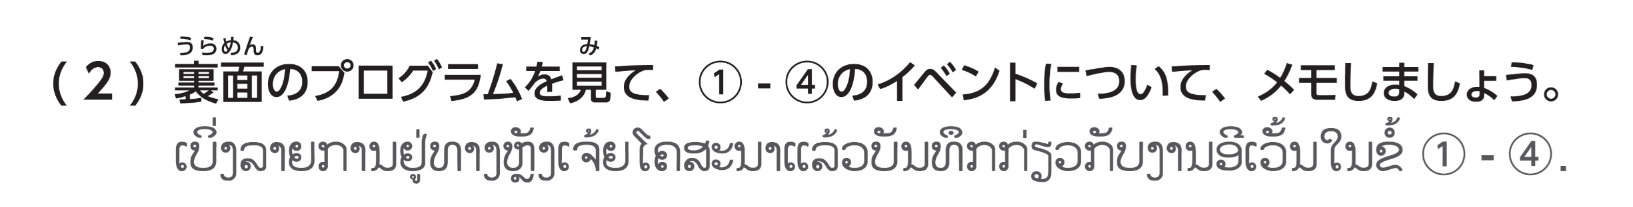 うらめん み
(2) 裏面のプログラムを見て、① - ④のイベントについて、メモしましょう。
ເບິ່ງລາຍການຢູ່ທາງຫຼັງເຈ້ຍໂຄສະນາແລ້ວບັນທຶກກ່ຽວກັບງານອີເວັ້ນໃນຂໍ້ ① - ④.